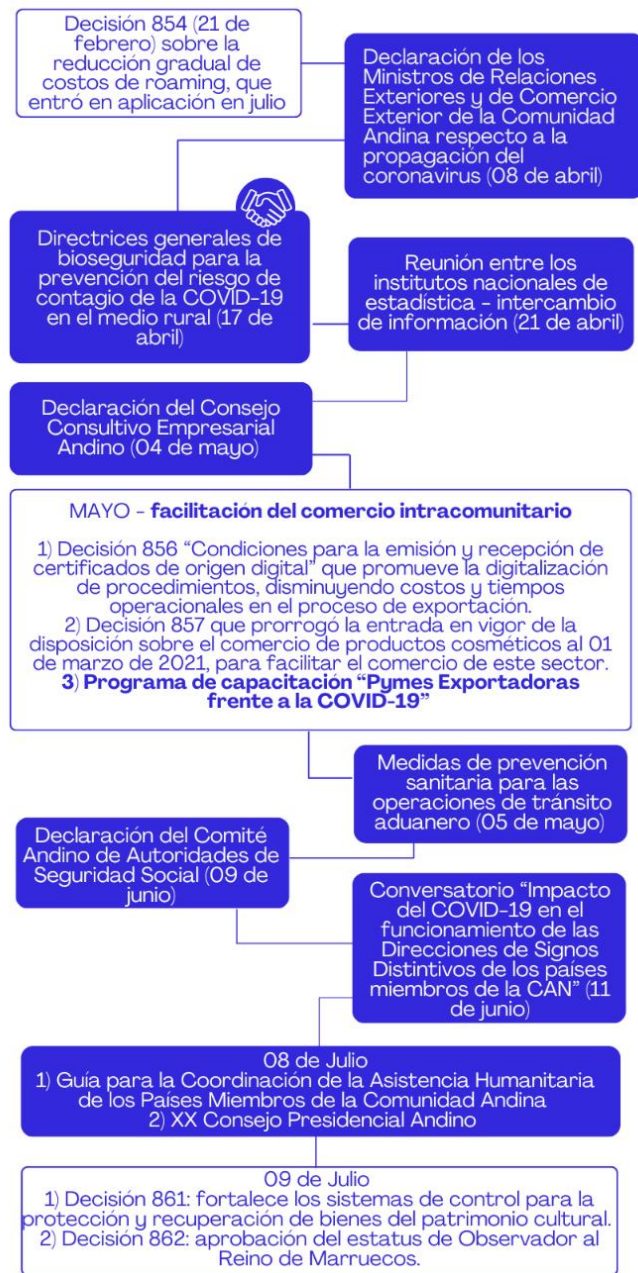 Decisión 854 (21 de
febrero) sobre la
reducción gradual de
costos de roaming, que
entró en aplicación en julio
Declaración de los
Ministros de Relaciones
Exteriores y de Comercio
Exterior de la Comunidad
Andina respecto a la
propagación del
coronavirus (08 de abril)
Directrices generales de
bioseguridad para la
prevención del riesgo de
contagio de la COVID-19
en el medio rural (17 de
abril)
Reunión entre los
institutos nacionales de
estadística - intercambio
de información (21 de abril)
Declaración del Consejo
Consultivo Empresarial
Andino (04 de mayo)
MAYO - facilitación del comercio intracomunitario
1) Decisión 856 “Condiciones para la emisión y recepción de
certificados de origen digital” que promueve la digitalización
de procedimientos, disminuyendo costos y tiempos
operacionales en el proceso de exportación.
2) Decisión 857 que prorrogó la entrada en vigor de la
disposición sobre el comercio de productos cosméticos al 01
de marzo de 2021, para facilitar el comercio de este sector.
3) Programa de capacitación “Pymes Exportadoras
frente a la COVID-19”
Medidas de prevención
sanitaria para las
operaciones de tránsito
aduanero (05 de mayo)
Declaración del Comité
Andino de Autoridades de
Seguridad Social (09 de
junio)
Conversatorio “Impacto
del COVID-19 en el
funcionamiento de las
Direcciones de Signos
Distintivos de los países
miembros de la CAN” (11
de junio)
08 de Julio
1) Guía para la Coordinación de la Asistencia Humanitaria
de los Países Miembros de la Comunidad Andina
2) XX Consejo Presidencial Andino
09 de Julio
1) Decisión 861: fortalece los sistemas de control para la
protección y recuperación de bienes del patrimonio cultural.
2) Decisión 862: aprobación del estatus de Observador al
Reino de Marruecos.